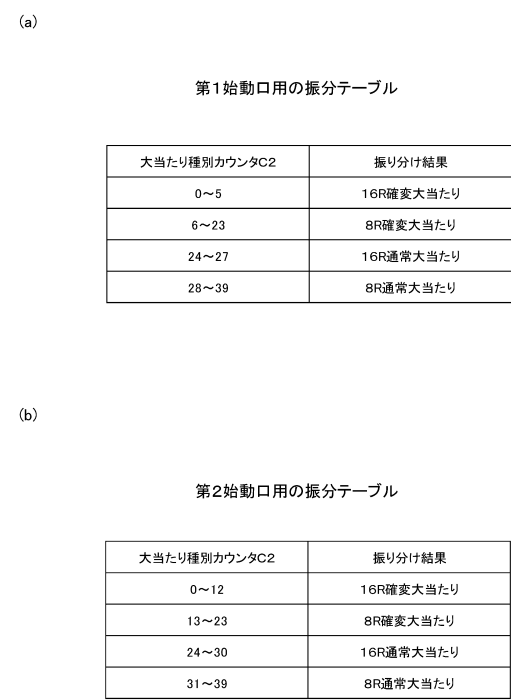 (a)
第1始動口用の振分テーブル
大当たり種別カウンタC2 振り分け結果
0～5 16R確変大当たり
6～23 8R確変大当たり
24～27 16R通常大当たり
28～39 8R通常大当たり
(b)
第2始動口用の振分テーブル
大当たり種別カウンタC2 振り分け結果
0～12 16R確変大当たり
13～23 8R確変大当たり
24～30 16R通常大当たり
31～39 8R通常大当たり